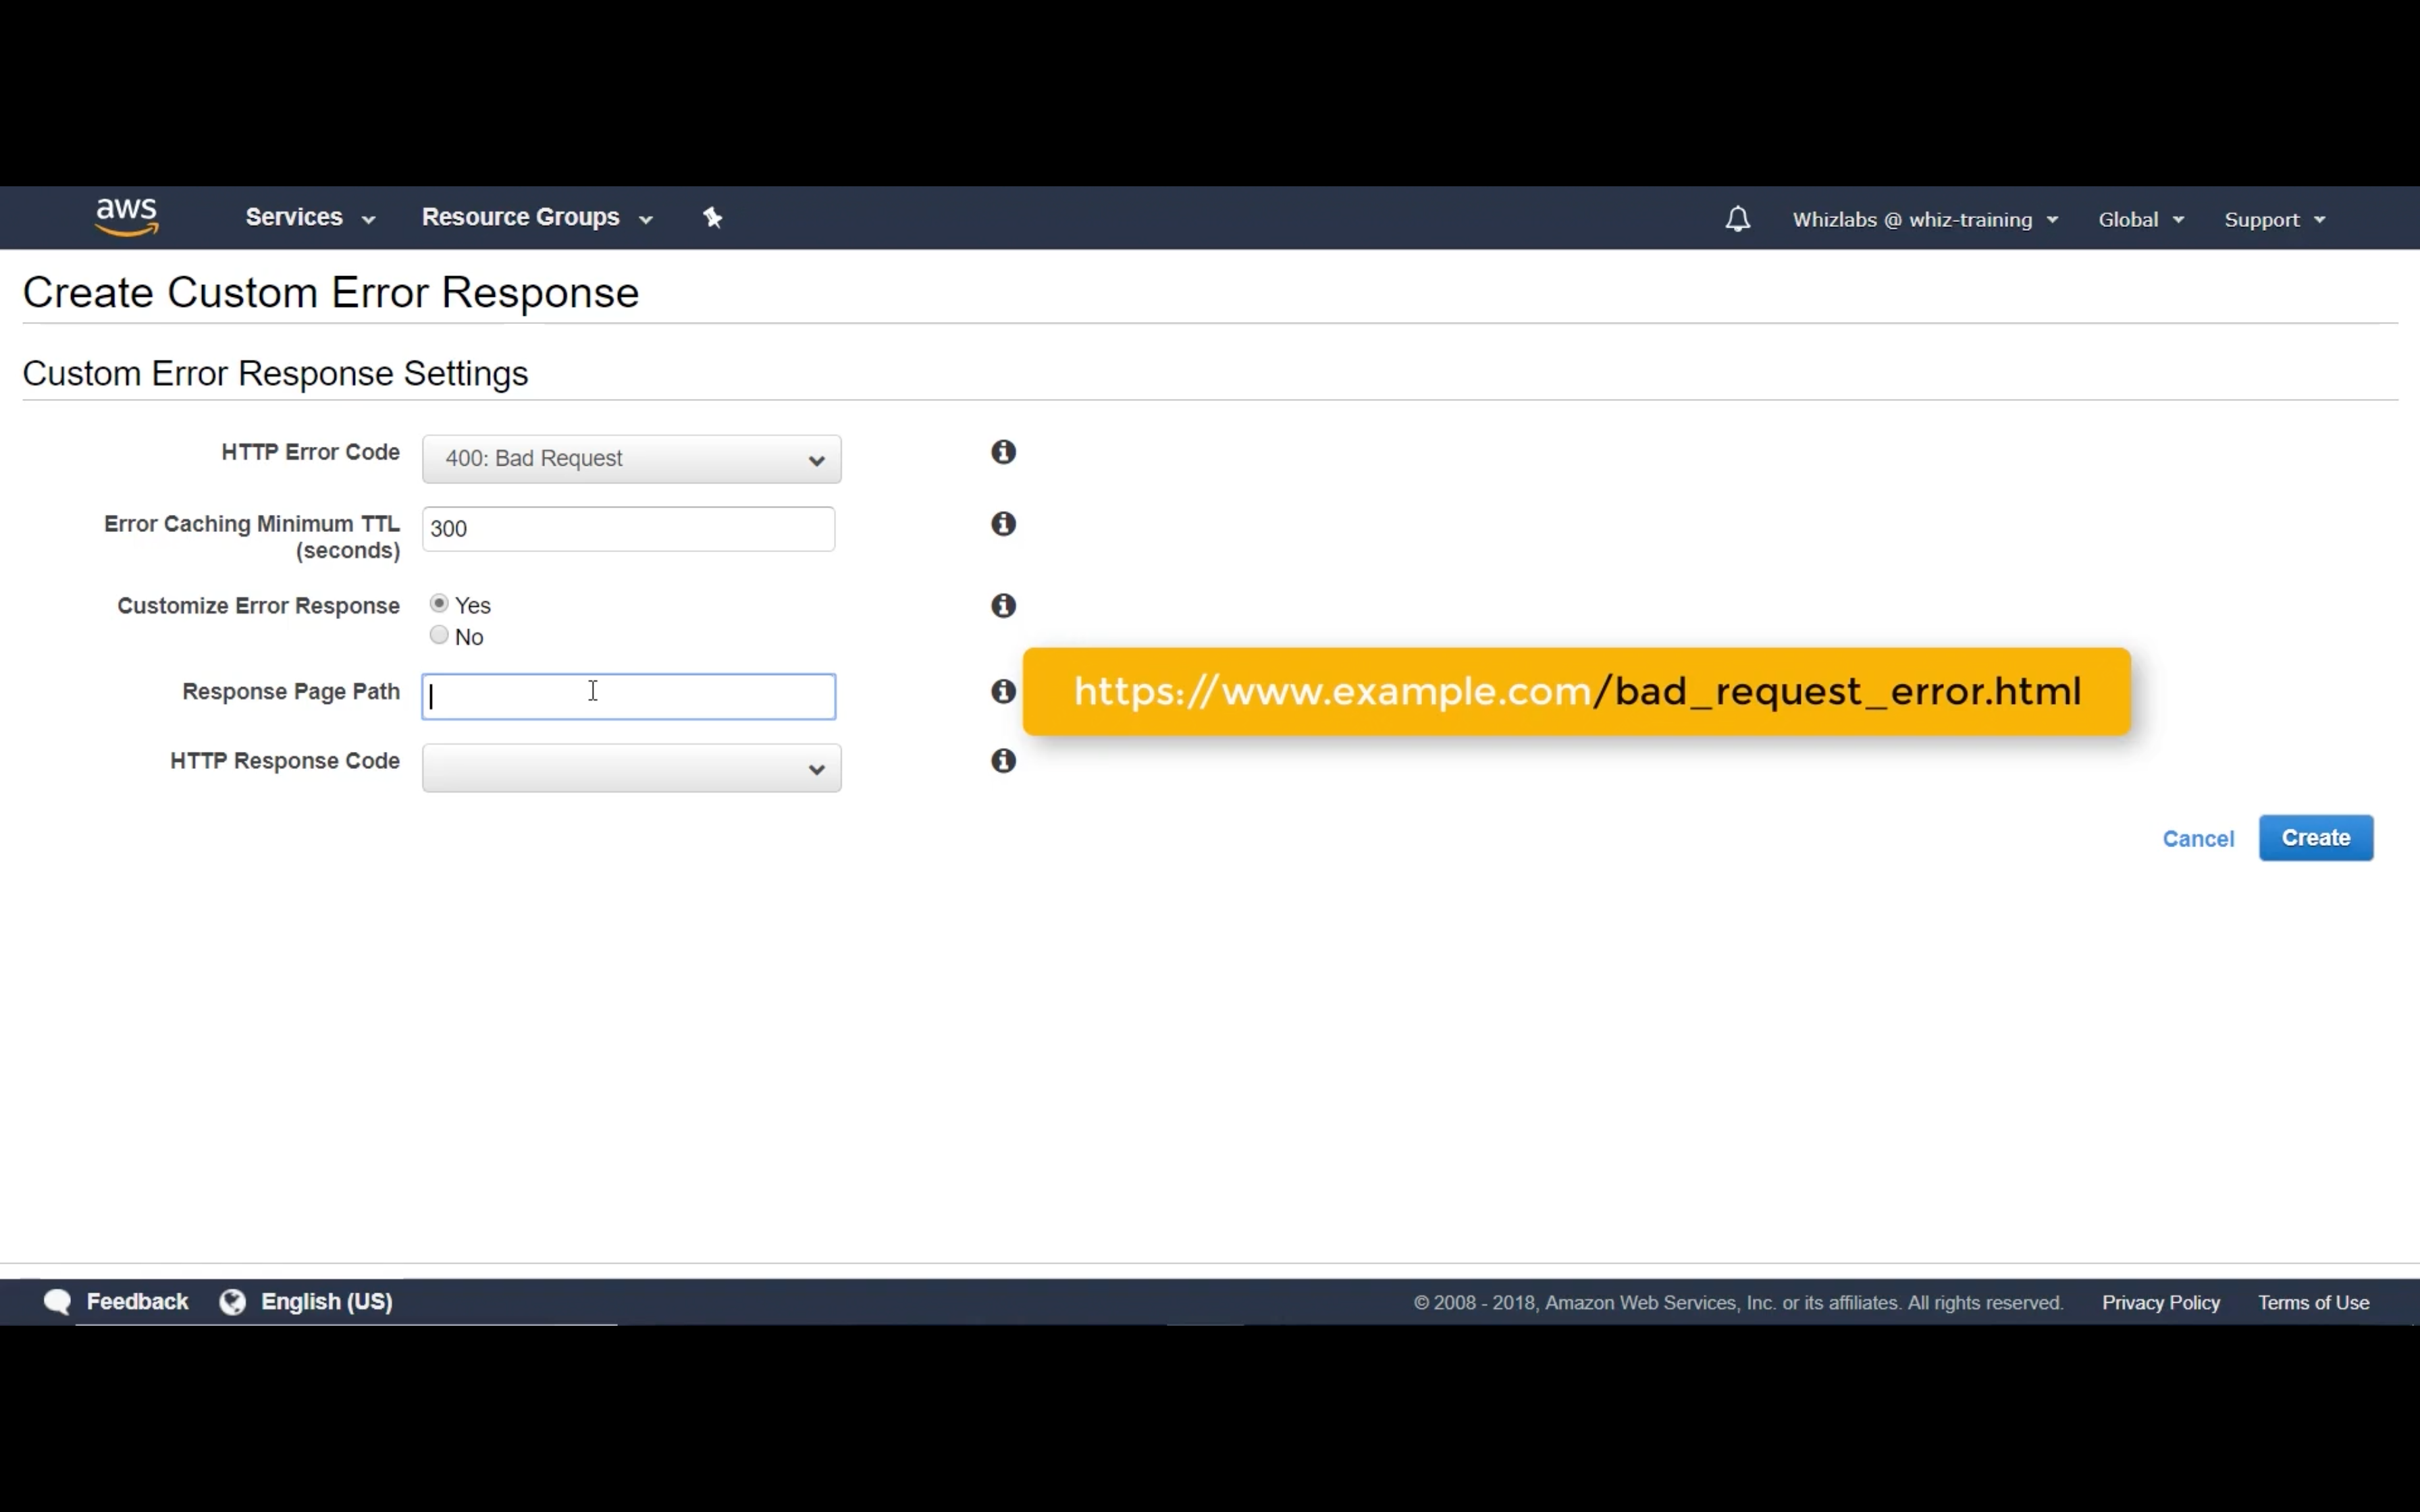 aws Services Resource Groups Whizlabs @ whiz-training Global Support
Create Custom Error Response
Custom Error Response Settings
HTTP Error Code 400: Bad Request
Error Caching Minimum TTL (seconds) 300
Customize Error Response Yes
No
Response Page Path https://www.example.com/bad_request_error.html
HTTP Response Code
Cancel Create
Feedback English (US) © 2008 - 2018, Amazon Web Services, Inc. or its affiliates. All rights reserved. Privacy Policy Terms of Use